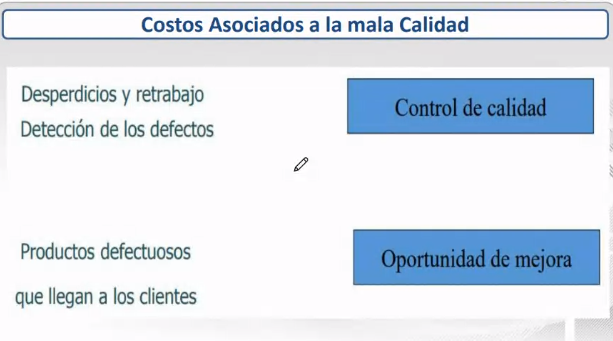 Costos Asociados a la mala Calidad
Desperdicios y retrabajo
Detección de los defectos
Control de calidad
Productos defectuosos
que llegan a los clientes
Oportunidad de mejora